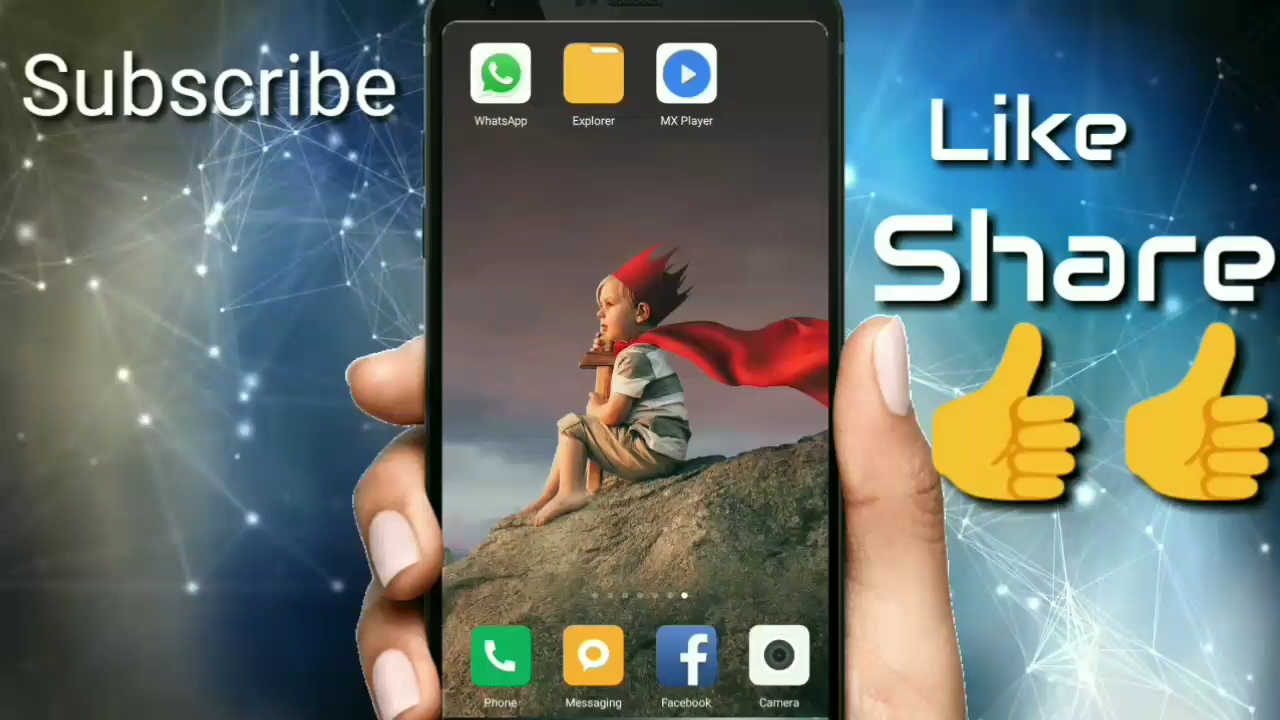 Subscribe
Like
Share
WhatsApp
Explorer
MX Player
Phone
Messaging
Facebook
Camera